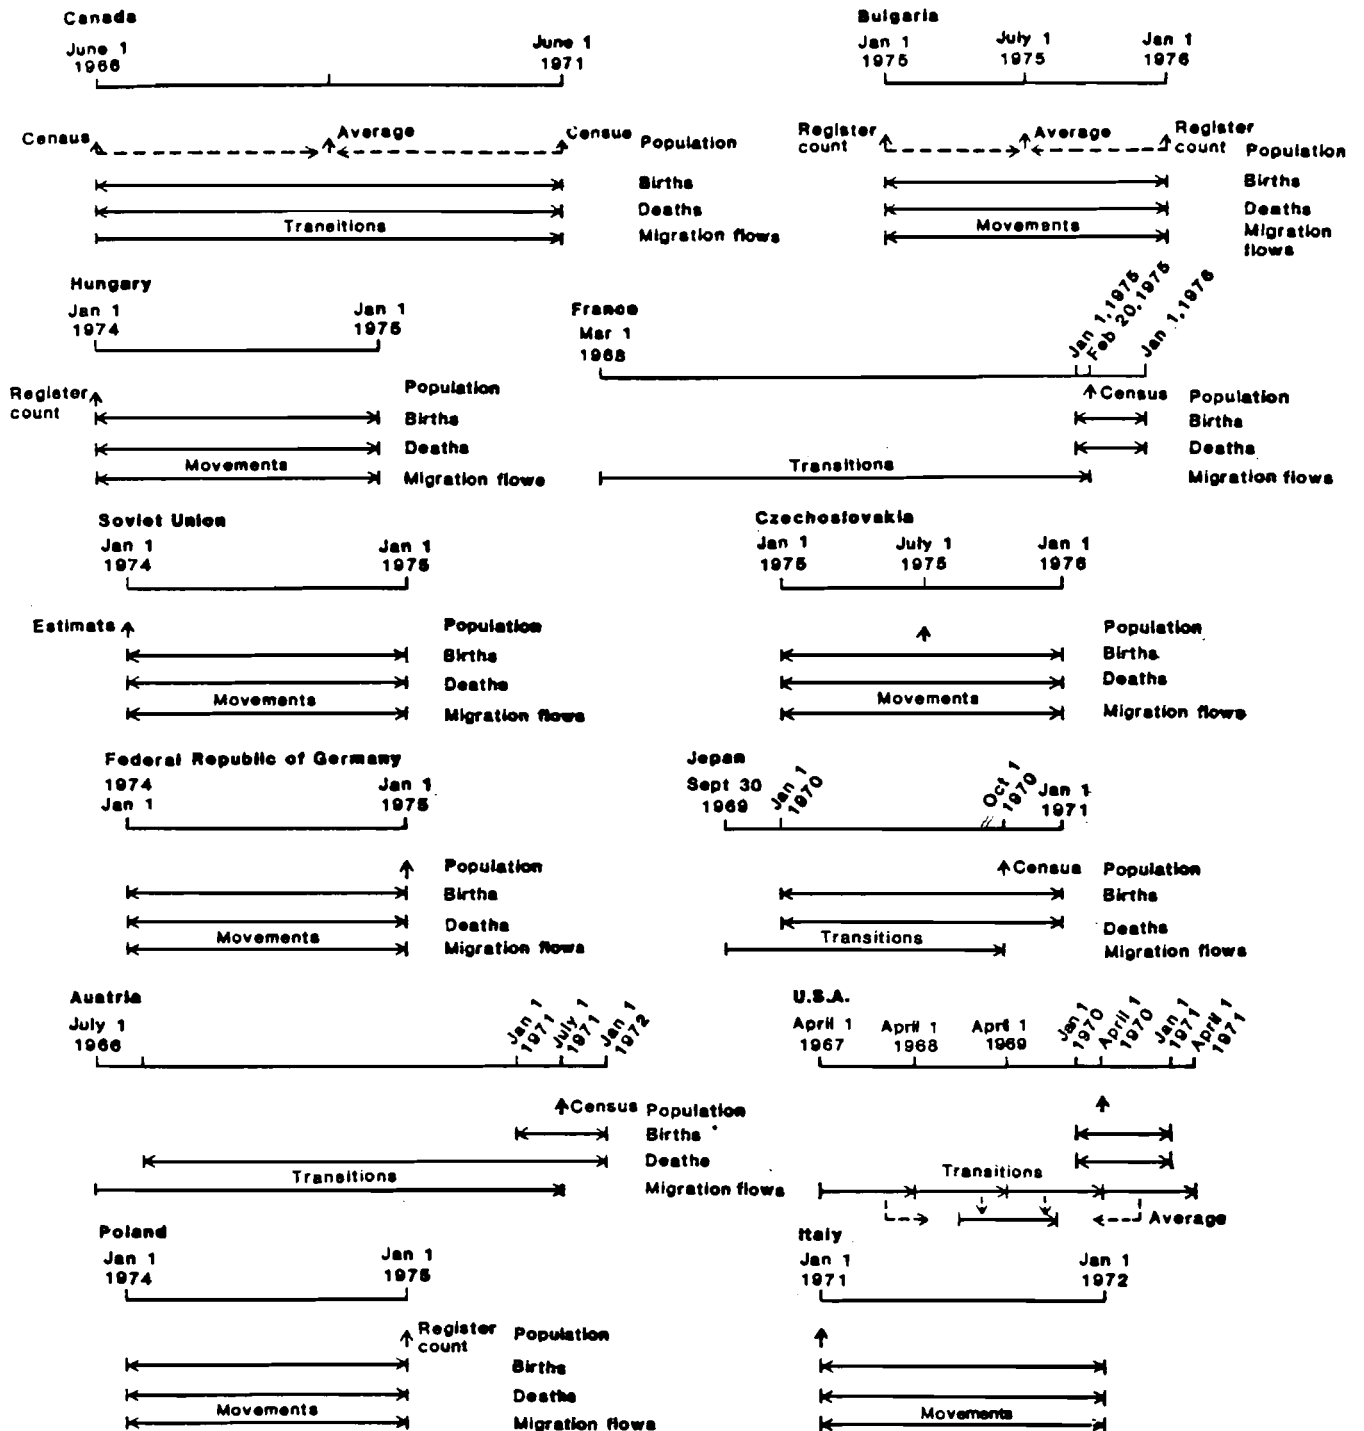 Canada
June 1
1966
June 1
1971
Census
Average
Censue
Population
Births
Deaths
Transitions
Migration flows
Bulgaria
Jan 1
1975
July 1
1975
Jan 1
1976
Register
count
Average
Register
count
Population
Births
Deaths
Movements
Migration
flows
Hungary
Jan 1
1974
Jan 1
1975
Register
count
Population
Births
Deaths
Movements
Migration flowe
France
Mar 1
1968
Jan 1,1975
Feb 20,1975
Jan 1,1976
Census
Population
Births
Deaths
Transitions
Migration flows
Soviet Union
Jan 1
1974
Jan 1
1975
Estimats
Population
Births
Deaths
Movements
Migration flows
Czechoslovakia
Jan 1
1975
July 1
1975
Jan 1
1976
Population
Births
Deaths
Movements
Migration flows
Federal Republic of Germany
1974
Jan 1
Jan 1
1975
Population
Births
Deaths
Movements
Migration flows
Jepan
Sept 30
1969
Jan 1
1970
Oct 1
1970
Jan 1
1971
Census
Population
Births
Deaths
Transitions
Migration flows
Auatria
July 1
1966
Jan 1
1971
July 1
1971
Jan 1
1972
Census
Population
Births
Deathe
Transitions
Migration flows
U.S.A.
April 1
1967
April 1
1968
April 1
1969
Jan 1
1970
April 1
1970
Jan 1
1971
April 1
1971
Transitions
Average
Poland
Jan 1
1974
Jan 1
1975
Register
count
Population
Births
Deaths
Movements
Migration flows
Italy
Jan 1
1971
Jan 1
1972
Movements